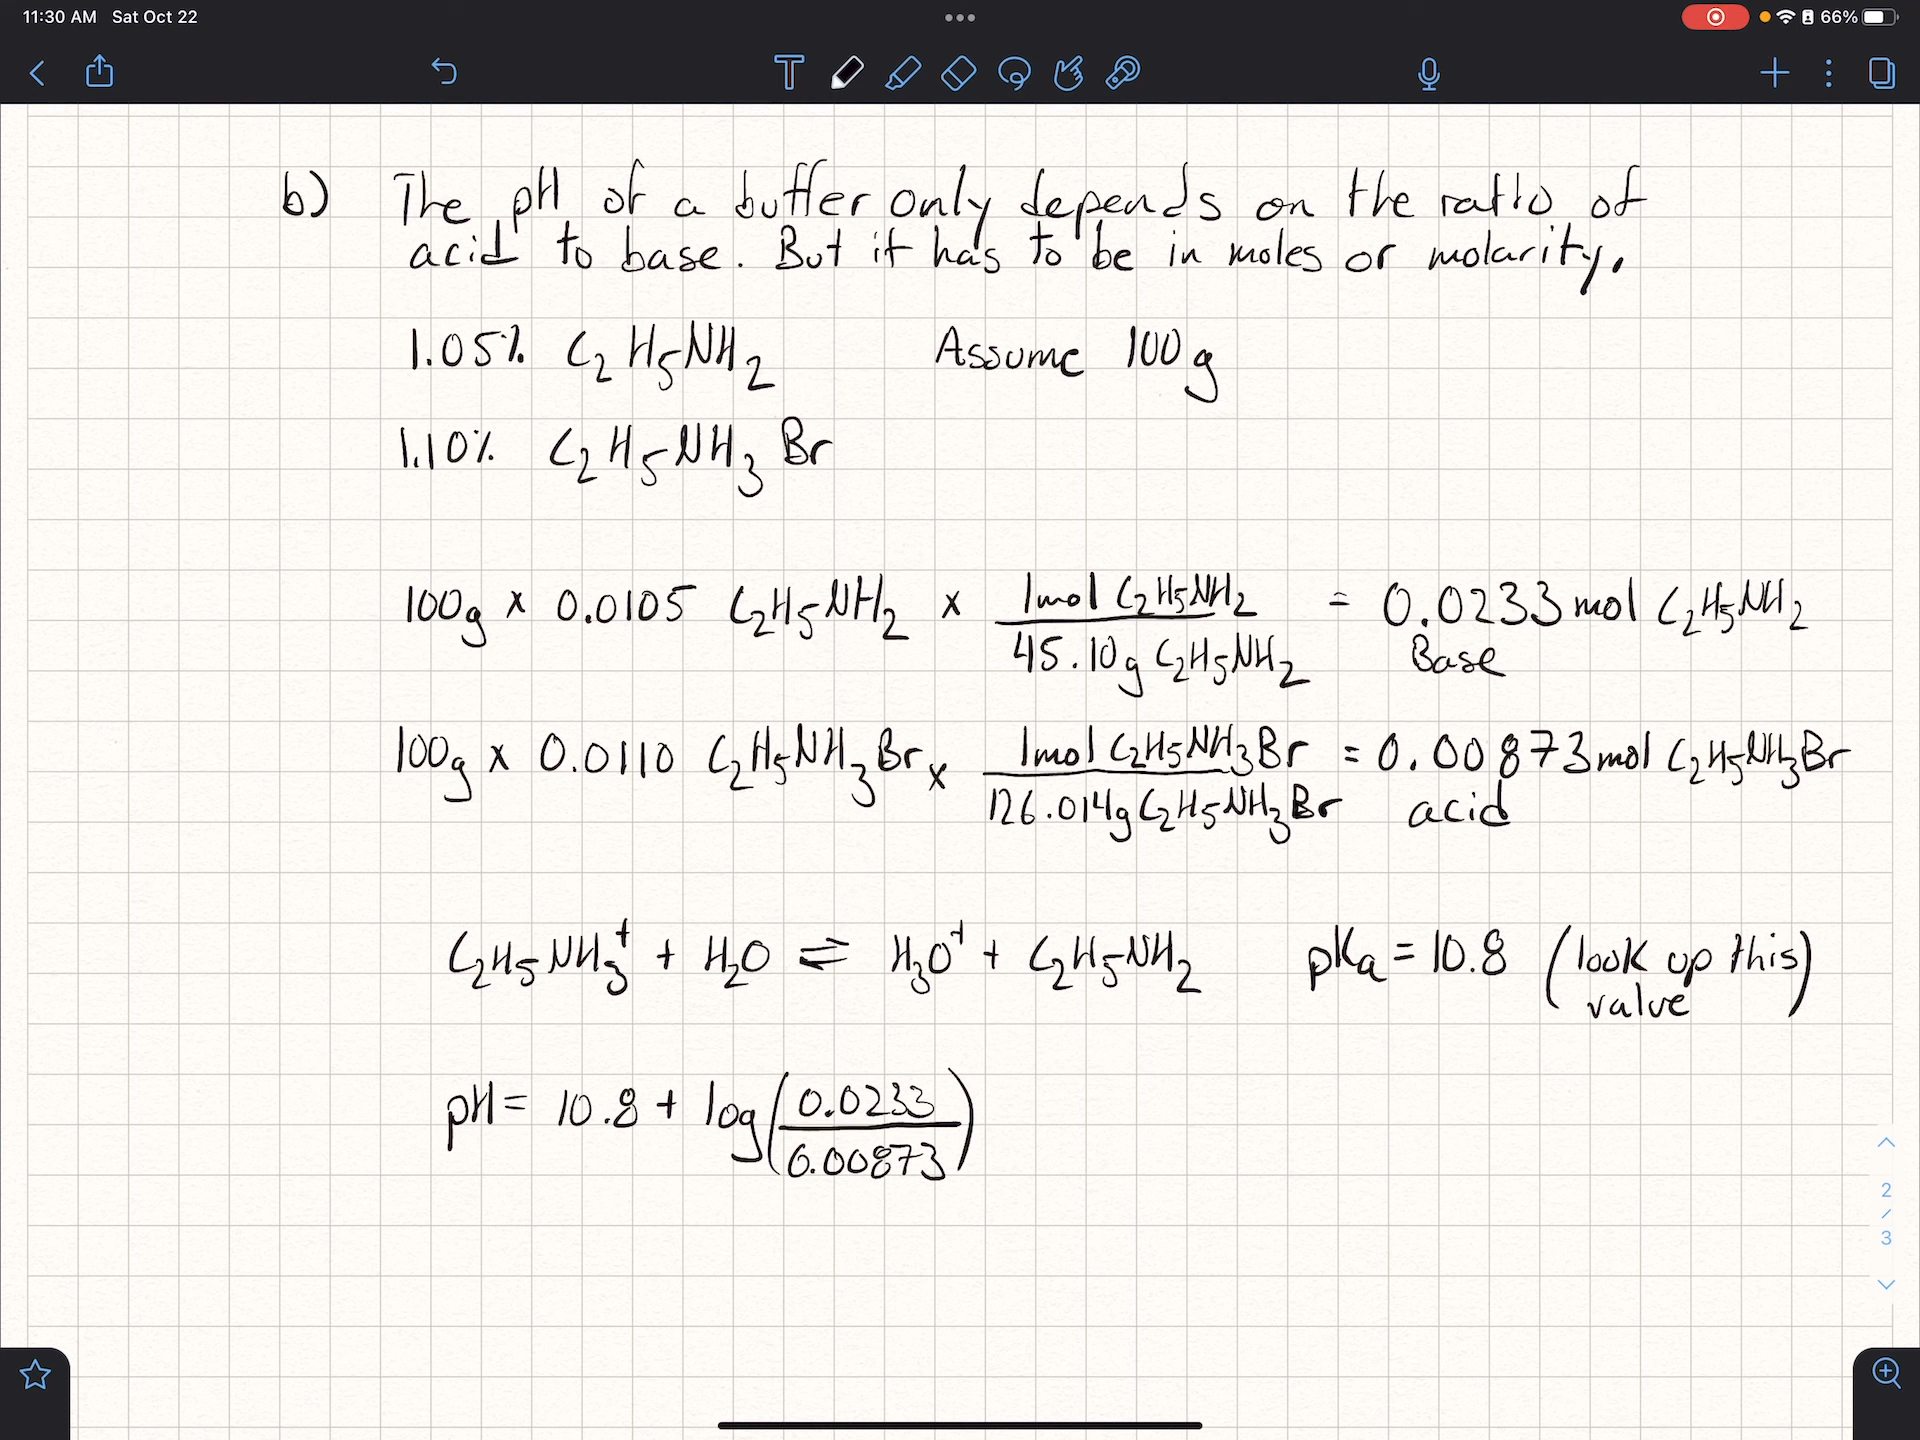 11:30 AM Sat Oct 22
66%
b) The pH of a buffer only depends on the ratio of
acid to base. But it has to be in moles or molarity.
1.05% C₂H₅NH₂ Assume 100g
1.10% C₂H₅NH₃Br
100g x 0.0105 C₂H₅NH₂ x 1mol C₂H₅NH₂ / 45.10g C₂H₅NH₂ = 0.0233mol C₂H₅NH₂
Base
100g x 0.0110 C₂H₅NH₃Br x 1mol C₂H₅NH₃Br / 126.014g C₂H₅NH₃Br = 0.00873mol C₂H₅NH₃Br
acid
C₂H₅NH₃⁺ + H₂O ⇌ H₃O⁺ + C₂H₅NH₂ pKa = 10.8 (look up this
value)
pH = 10.8 + log(0.0233 / 0.00873)
2
/
3